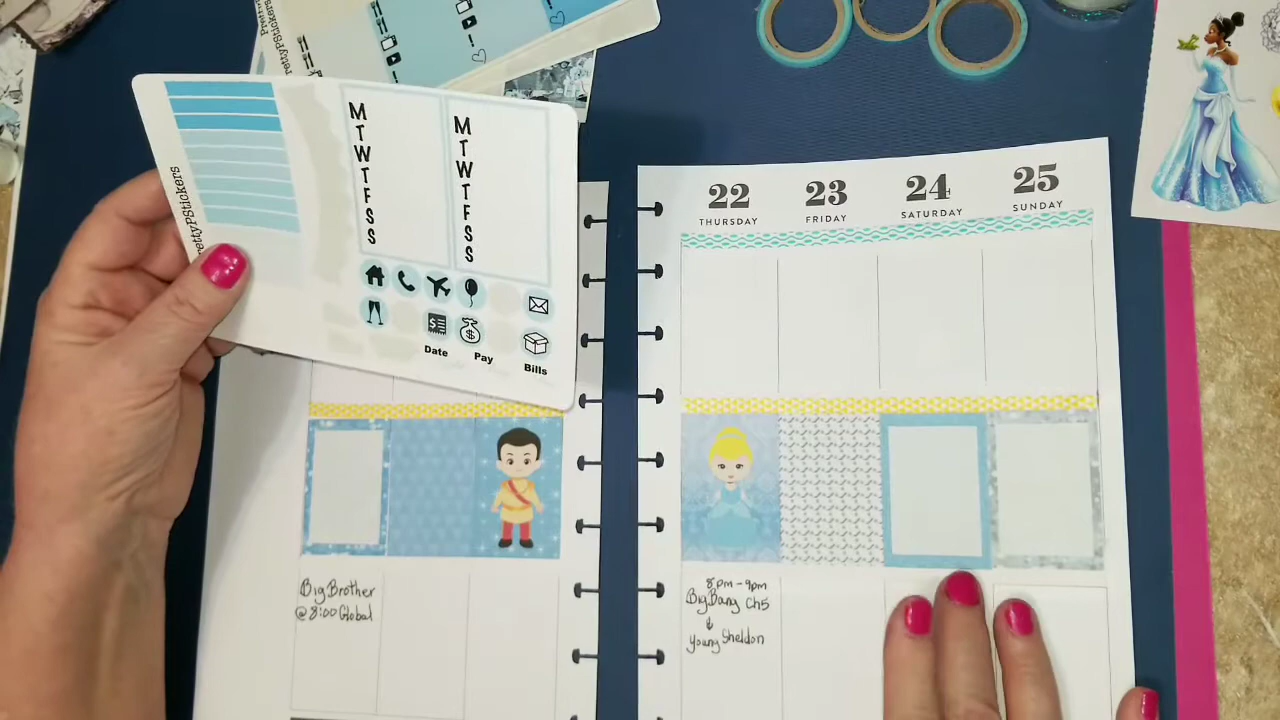 PrettyPStickers
PrettyPStickers
M
T
W
T
F
S
S
M
T
W
T
F
S
S
Date
Pay
Bills
22
THURSDAY
23
FRIDAY
24
SATURDAY
25
SUNDAY
Big Brother
@ 8:00 Global
8pm-9pm
Big Bang Ch5
&
Young Sheldon